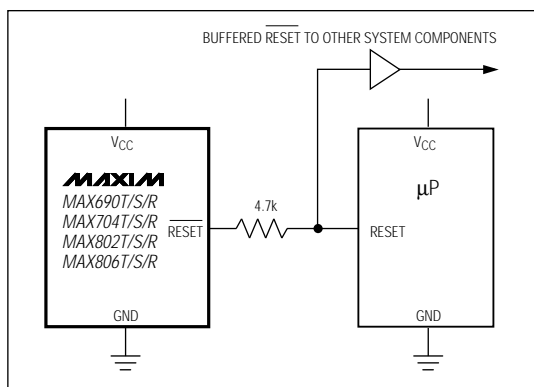 BUFFERED RESET TO OTHER SYSTEM COMPONENTS
VCC
MAXIM
MAX690T/S/R
MAX704T/S/R
MAX802T/S/R
MAX806T/S/R
RESET
GND
4.7k
VCC
μP
RESET
GND